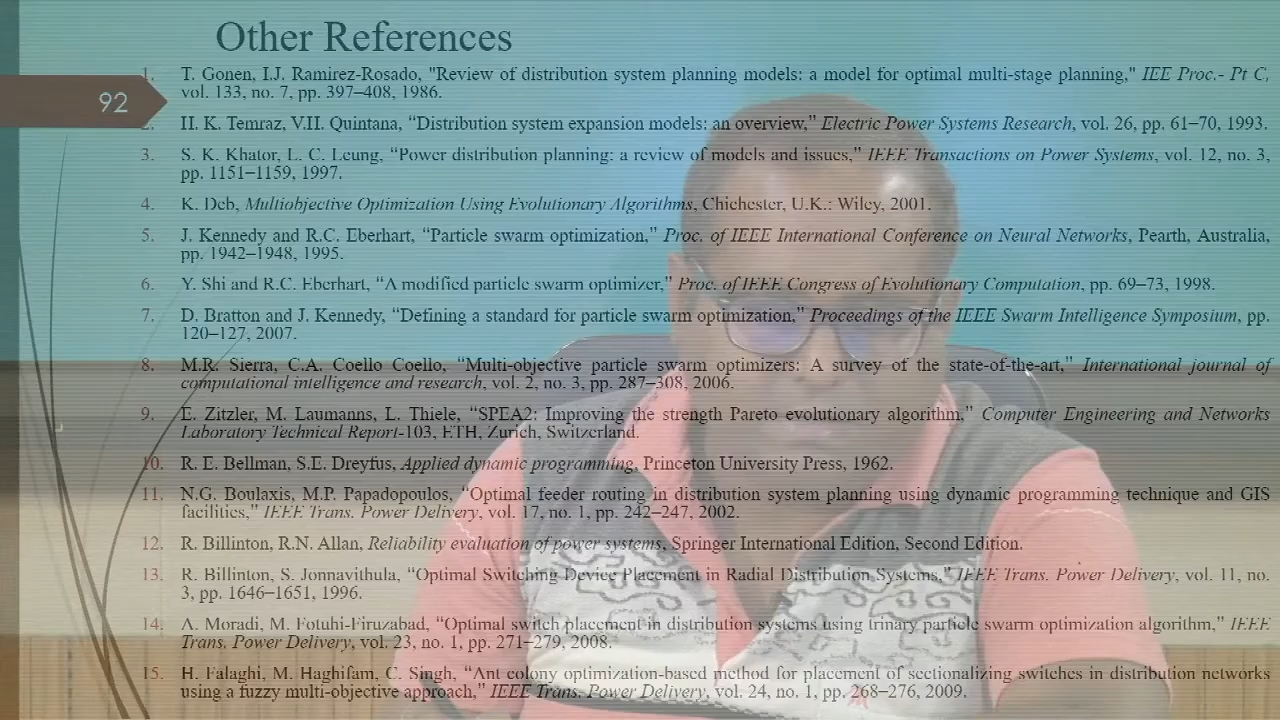 Other References
92
1. T. Gonen, I.J. Ramirez-Rosado, "Review of distribution system planning models: a model for optimal multi-stage planning," IEE Proc.- Pt C,
vol. 133, no. 7, pp. 397–408, 1986.
2. H. K. Temraz, V.H. Quintana, “Distribution system expansion models: an overview,” Electric Power Systems Research, vol. 26, pp. 61–70, 1993.
3. S. K. Khator, L. C. Leung, “Power distribution planning: a review of models and issues,” IEEE Transactions on Power Systems, vol. 12, no. 3,
pp. 1151–1159, 1997.
4. K. Deb, Multiobjective Optimization Using Evolutionary Algorithms, Chichester, U.K.: Wiley, 2001.
5. J. Kennedy and R.C. Eberhart, “Particle swarm optimization,” Proc. of IEEE International Conference on Neural Networks, Pearth, Australia,
pp. 1942–1948, 1995.
6. Y. Shi and R.C. Eberhart, “A modified particle swarm optimizer,” Proc. of IEEE Congress of Evolutionary Computation, pp. 69–73, 1998.
7. D. Bratton and J. Kennedy, “Defining a standard for particle swarm optimization,” Proceedings of the IEEE Swarm Intelligence Symposium, pp.
120–127, 2007.
8. M.R. Sierra, C.A. Coello Coello, “Multi-objective particle swarm optimizers: A survey of the state-of-the-art,” International journal of
computational intelligence and research, vol. 2, no. 3, pp. 287–308, 2006.
9. E. Zitzler, M. Laumanns, L. Thiele, “SPEA2: Improving the strength Pareto evolutionary algorithm,” Computer Engineering and Networks
Laboratory Technical Report-103, ETH, Zurich, Switzerland.
10. R. E. Bellman, S.E. Dreyfus, Applied dynamic programming, Princeton University Press, 1962.
11. N.G. Boulaxis, M.P. Papadopoulos, “Optimal feeder routing in distribution system planning using dynamic programming technique and GIS
facilities,” IEEE Trans. Power Delivery, vol. 17, no. 1, pp. 242–247, 2002.
12. R. Billinton, R.N. Allan, Reliability evaluation of power systems, Springer International Edition, Second Edition.
13. R. Billinton, S. Jonnavithula, “Optimal Switching Device Placement in Radial Distribution Systems,” IEEE Trans. Power Delivery, vol. 11, no.
3, pp. 1646–1651, 1996.
14. A. Moradi, M. Fotuhi-Firuzabad, “Optimal switch placement in distribution systems using trinary particle swarm optimization algorithm,” IEEE
Trans. Power Delivery, vol. 23, no. 1, pp. 271–279, 2008.
15. H. Falaghi, M. Haghifam, C. Singh, “Ant colony optimization-based method for placement of sectionalizing switches in distribution networks
using a fuzzy multi-objective approach,” IEEE Trans. Power Delivery, vol. 24, no. 1, pp. 268–276, 2009.